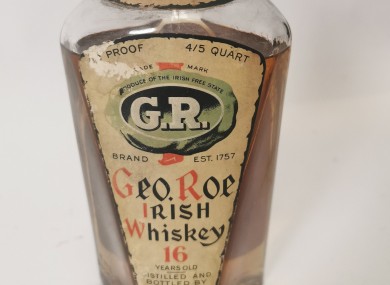 PROOF 4/5 QUART
TRADE MARK
PRODUCE OF THE IRISH FREE STATE
G.R.
BRAND EST. 1757
GEO. ROE
IRISH
Whiskey
16
YEARS OLD
DISTILLED AND
BOTTLED BY